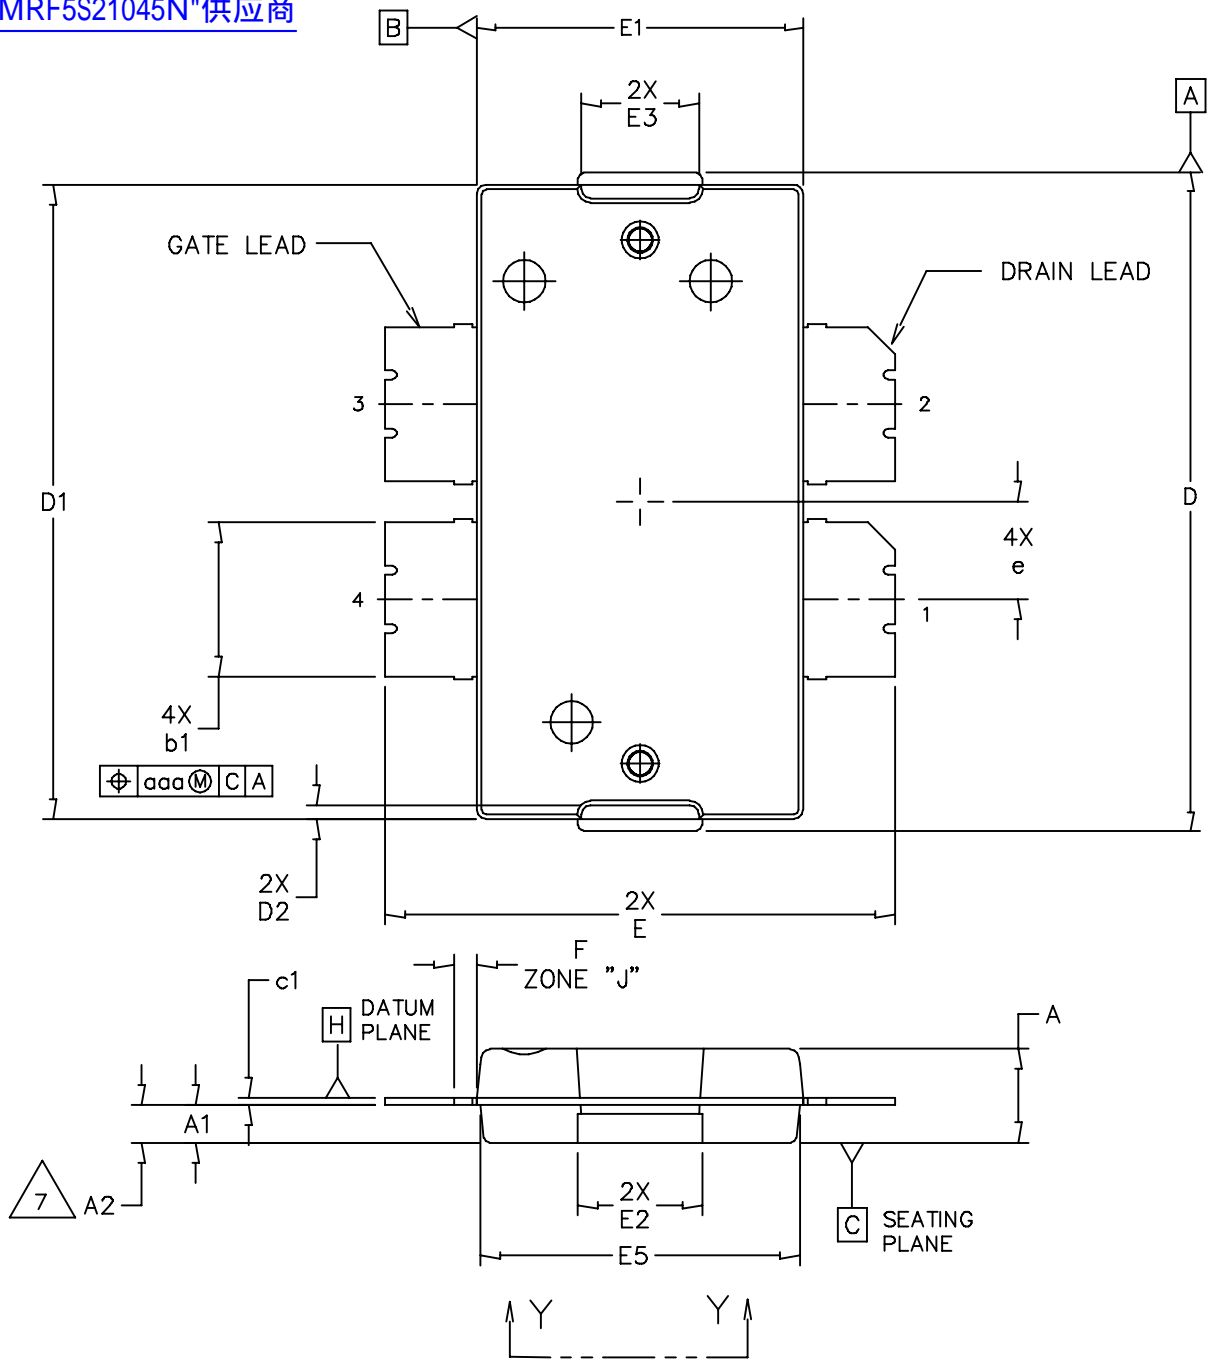 MRF5S21045N"供应商
B
E1
2X
E3
A
GATE LEAD
DRAIN LEAD
3
2
D1
D
4X
e
4
1
4X
b1
aaa Ⓜ C A
2X
D2
2X
E
F
ZONE "J"
c1
H
DATUM
PLANE
A
A1
7
A2
2X
E2
C
SEATING
PLANE
E5
Y
Y